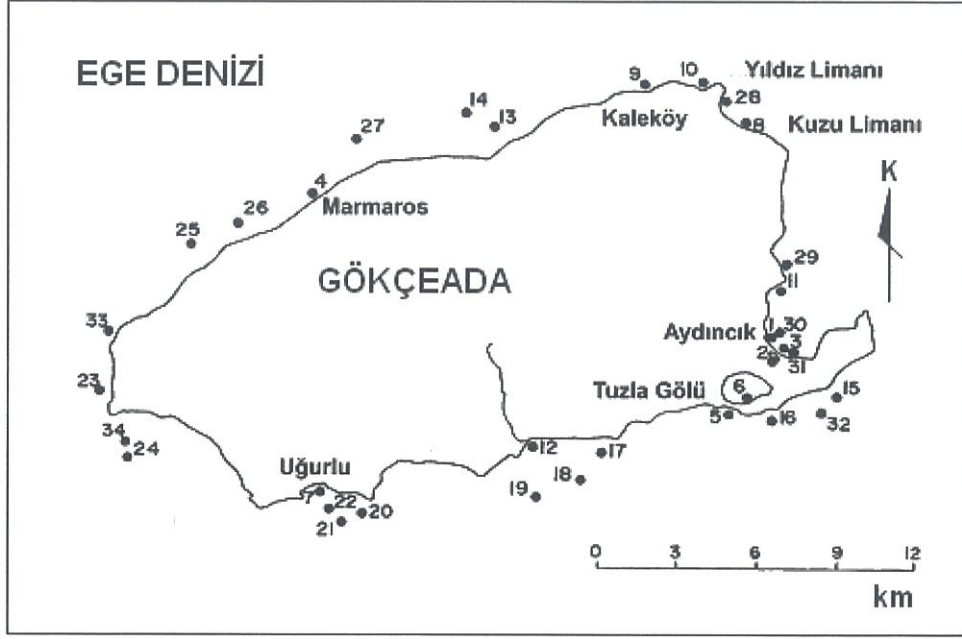 EGE DENİZİ
9
10
Yıldız Limanı
28
14
13
Kaleköy
8
Kuzu Limanı
27
K
4
Marmaros
26
25
29
GÖKÇEADA
11
33
Aydıncık
1
30
3
2
31
23
Tuzla Gölü
6
15
5
16
32
34
24
12
17
Uğurlu
18
7
22
19
20
21
0 3 6 9 12
km